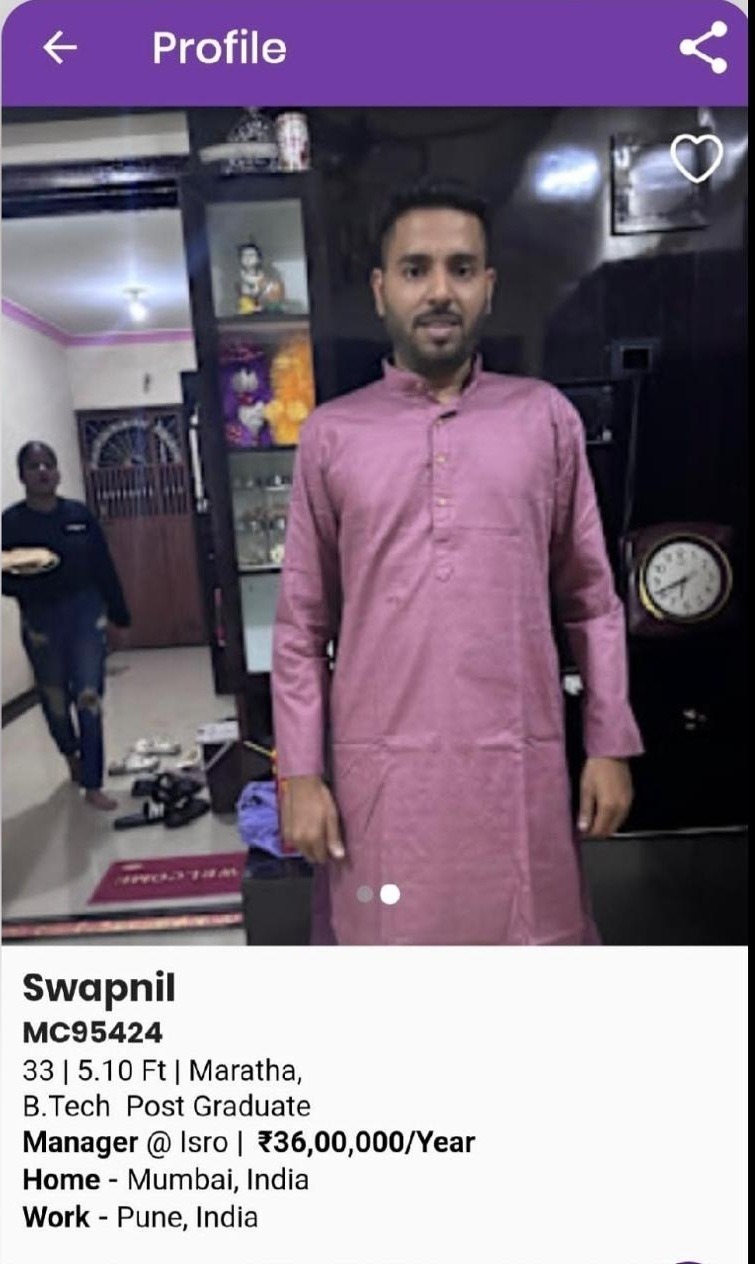 Profile
WELCOME
Swapnil
MC95424
33 | 5.10 Ft | Maratha,
B.Tech  Post Graduate
Manager @ Isro |  ₹36,00,000/Year
Home - Mumbai, India
Work - Pune, India